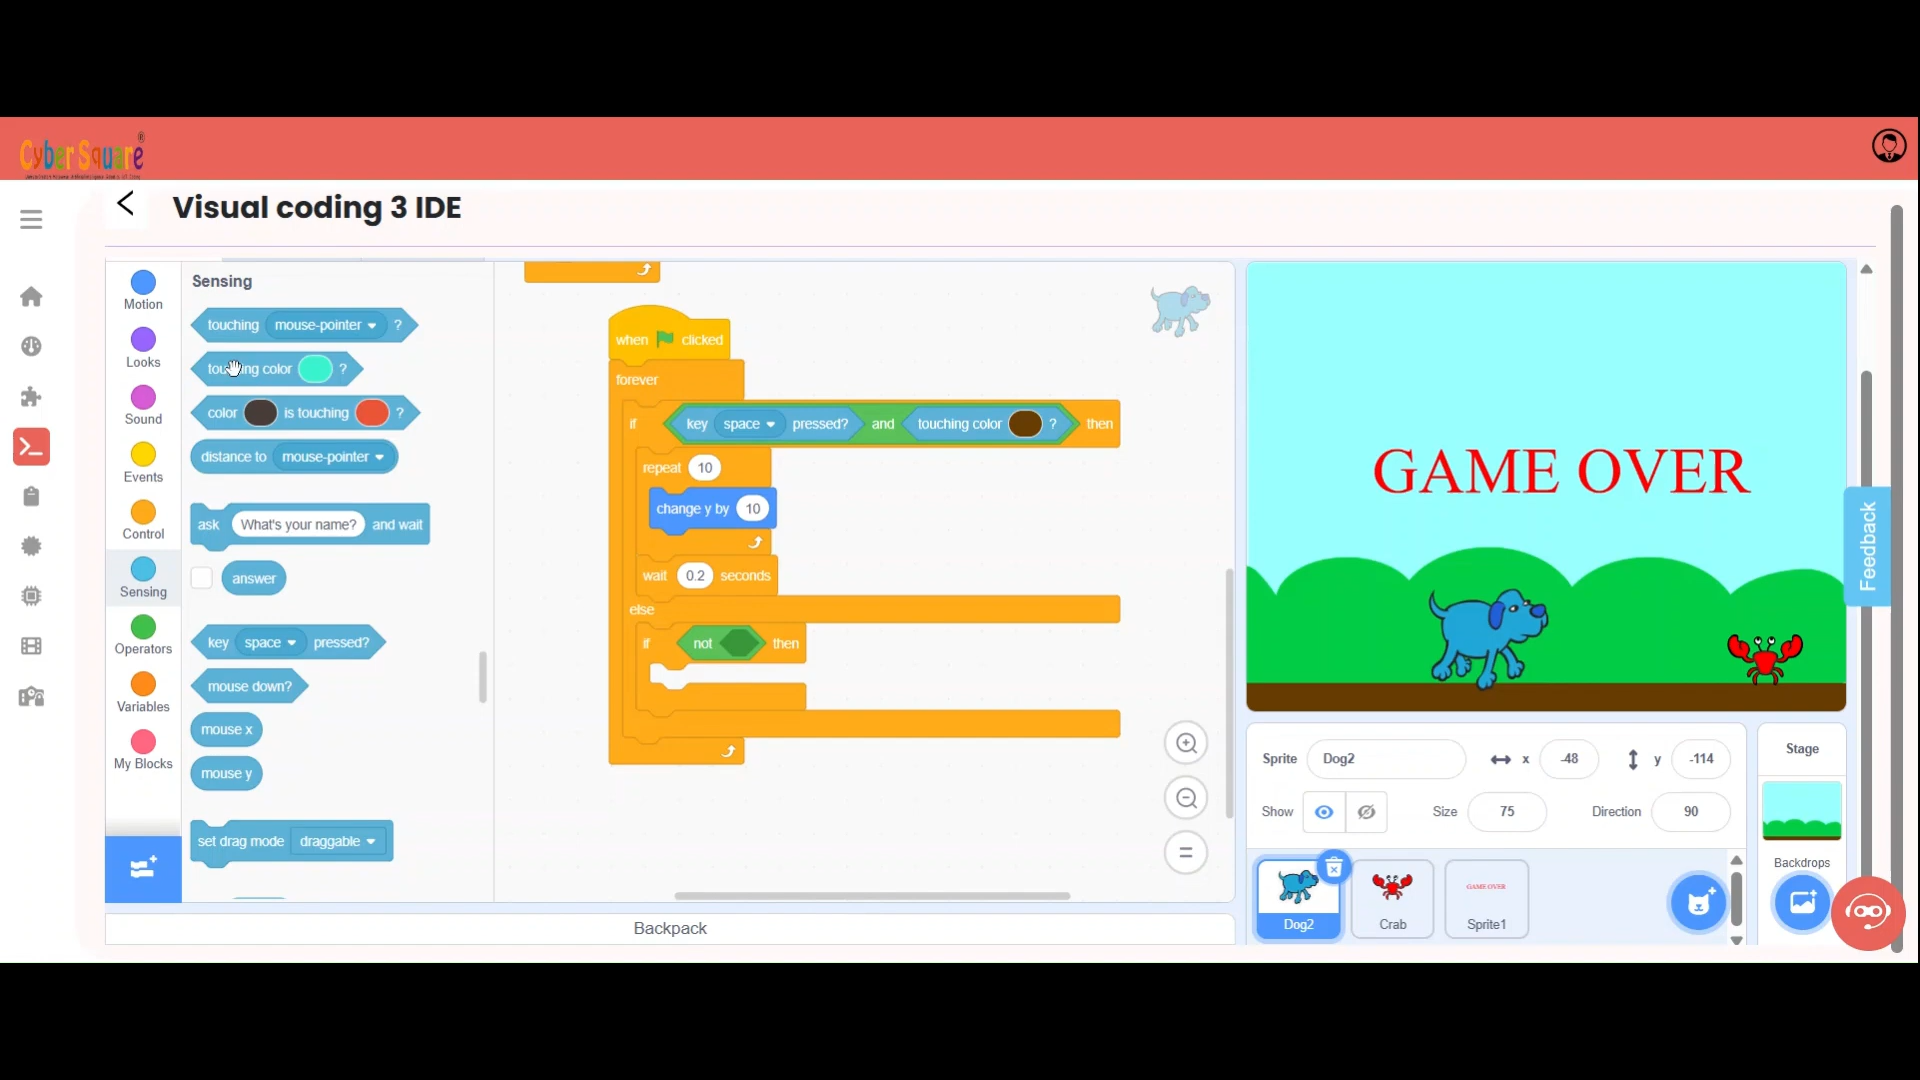 Cyber Square®
Visual coding 3 IDE
Motion
Looks
Sound
Events
Control
Sensing
Operators
Variables
My Blocks
Sensing
touching mouse-pointer ?
touching color ?
color is touching ?
distance to mouse-pointer
ask What's your name? and wait
answer
key space pressed?
mouse down?
mouse x
mouse y
set drag mode draggable
when clicked
forever
if key space pressed? and touching color ? then
repeat 10
change y by 10
wait 0.2 seconds
else
if not then
Backpack
GAME OVER
Feedback
Sprite Dog2 x -48 y -114
Show Size 75 Direction 90
Dog2
Crab
GAME OVER
Sprite1
Stage
Backdrops